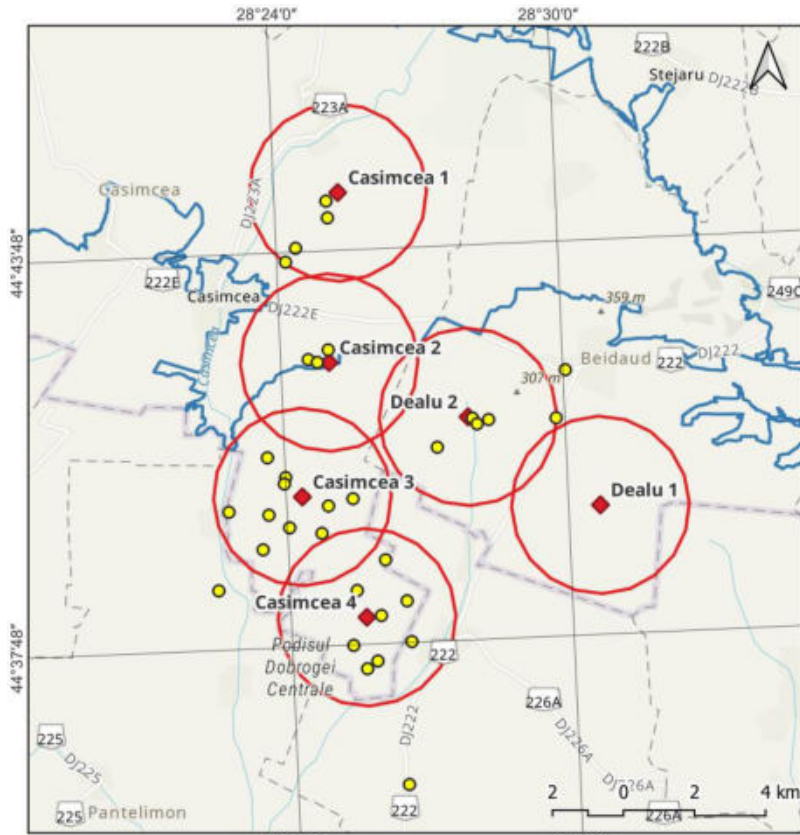 28°24'0"
28°30'0"
222B
Stejaru
DJ222B
223A
Casimcea
DJ223A
Casimcea 1
44°43'48"
222E
Casimcea
DJ222E
249C
359 m
Casimcea
Casimcea 2
Beidaud
222
DJ222
307 m
Dealu 2
Casimcea 3
Dealu 1
Casimcea 4
44°37'48"
Podisul
Dobrogei
Centrale
222
226A
225
DJ225
DJ222
DJ226A
DJ226A
2 0 2 4 km
225
Pantelimon
222
226A